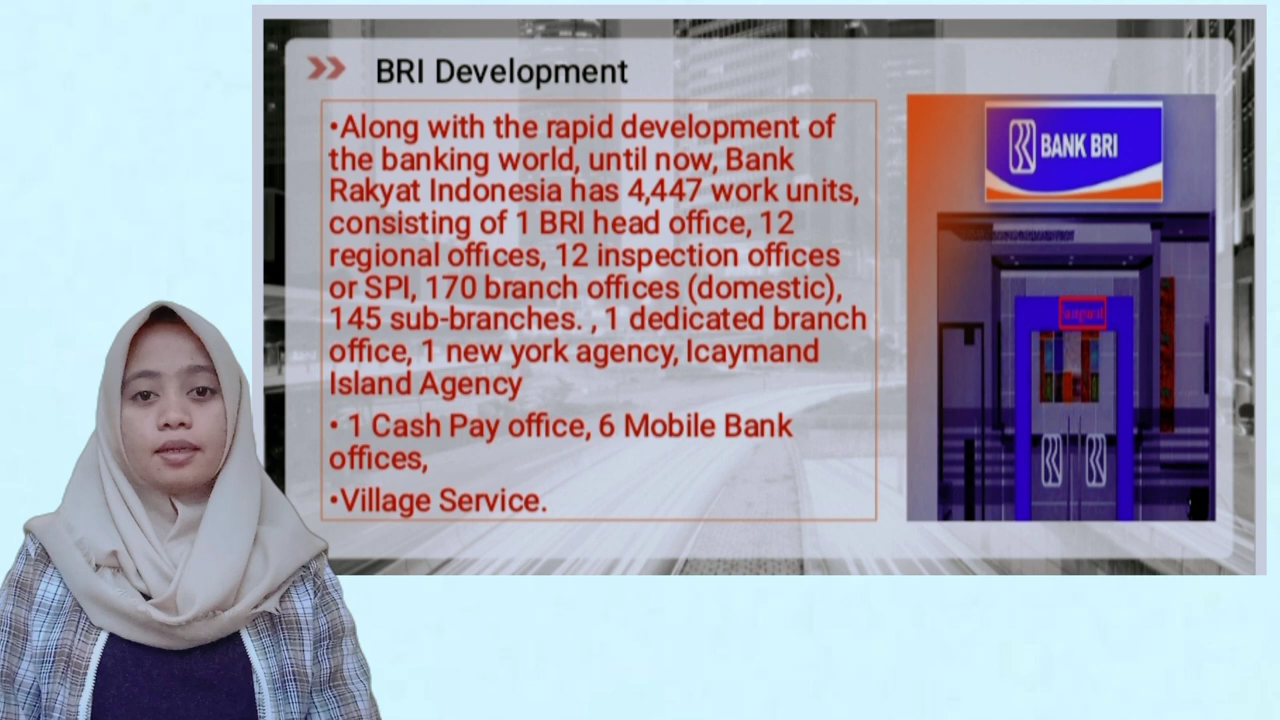 BRI Development
•Along with the rapid development of
the banking world, until now, Bank
Rakyat Indonesia has 4,447 work units,
consisting of 1 BRI head office, 12
regional offices, 12 inspection offices
or SPI, 170 branch offices (domestic),
145 sub-branches. , 1 dedicated branch
office, 1 new york agency, Icaymand
Island Agency
• 1 Cash Pay office, 6 Mobile Bank
offices,
•Village Service.
BANK BRI